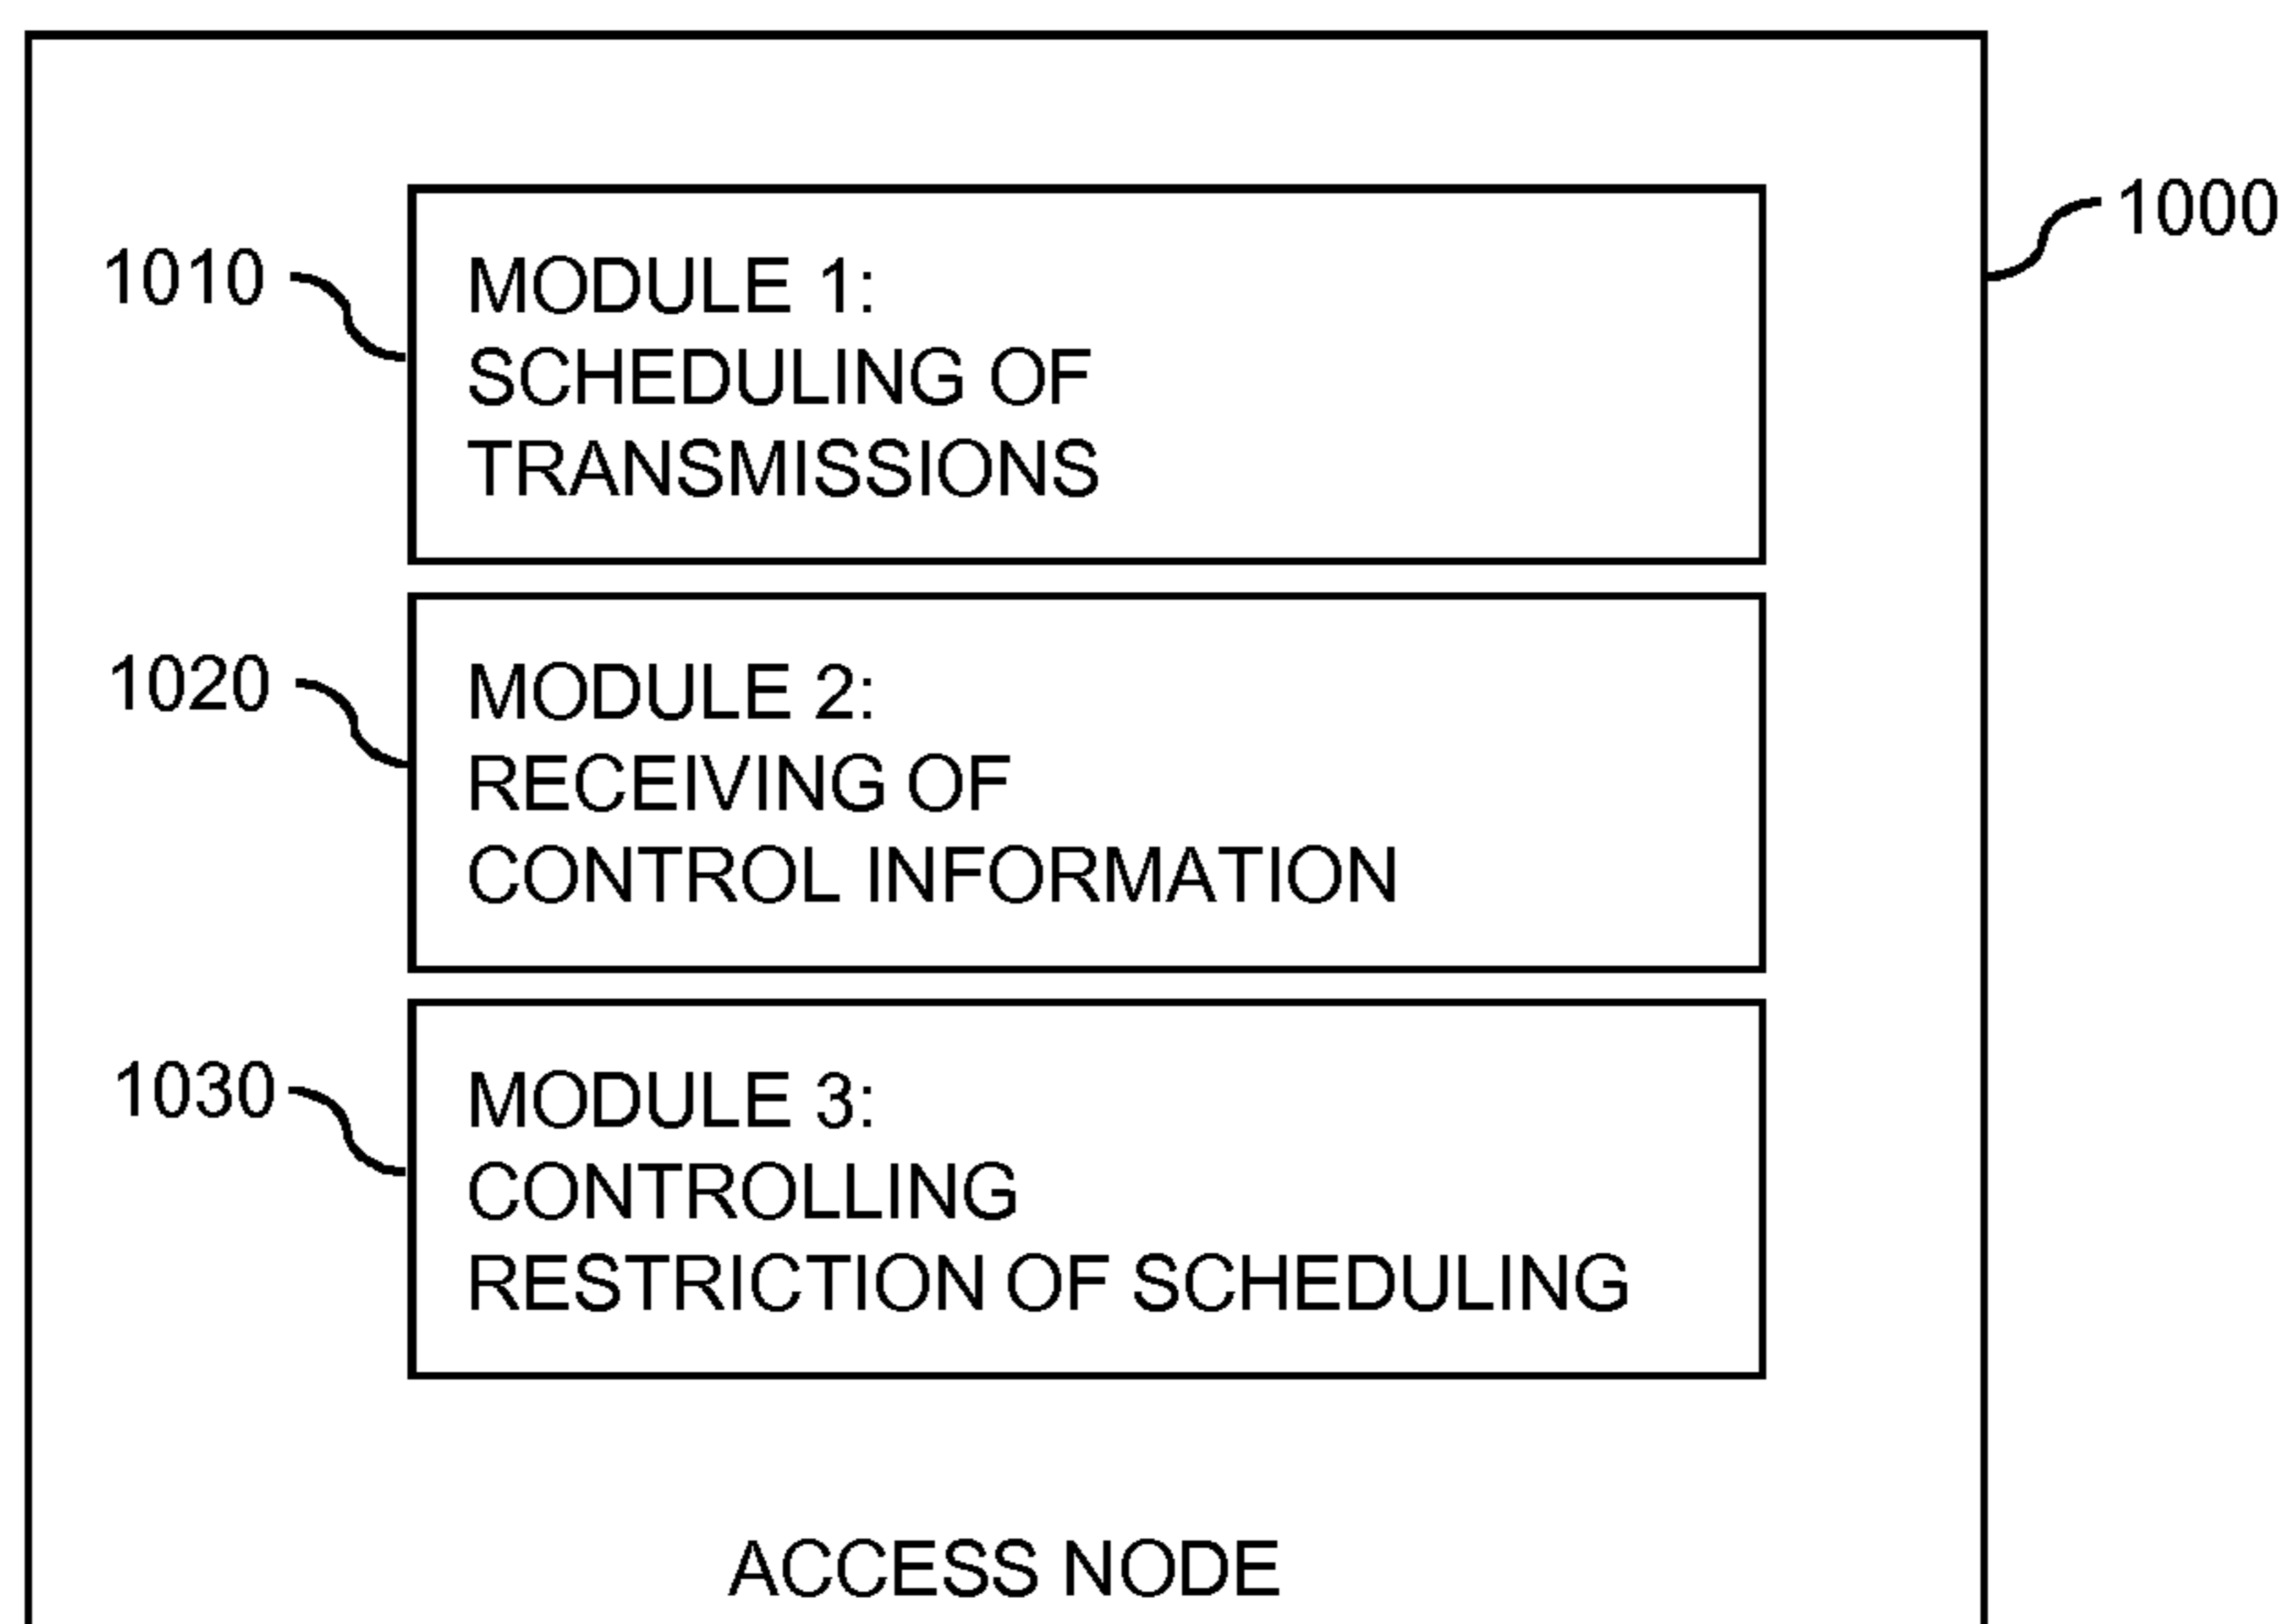 1000
1010
MODULE 1:
SCHEDULING OF
TRANSMISSIONS
1020
MODULE 2:
RECEIVING OF
CONTROL INFORMATION
1030
MODULE 3:
CONTROLLING
RESTRICTION OF SCHEDULING
ACCESS NODE